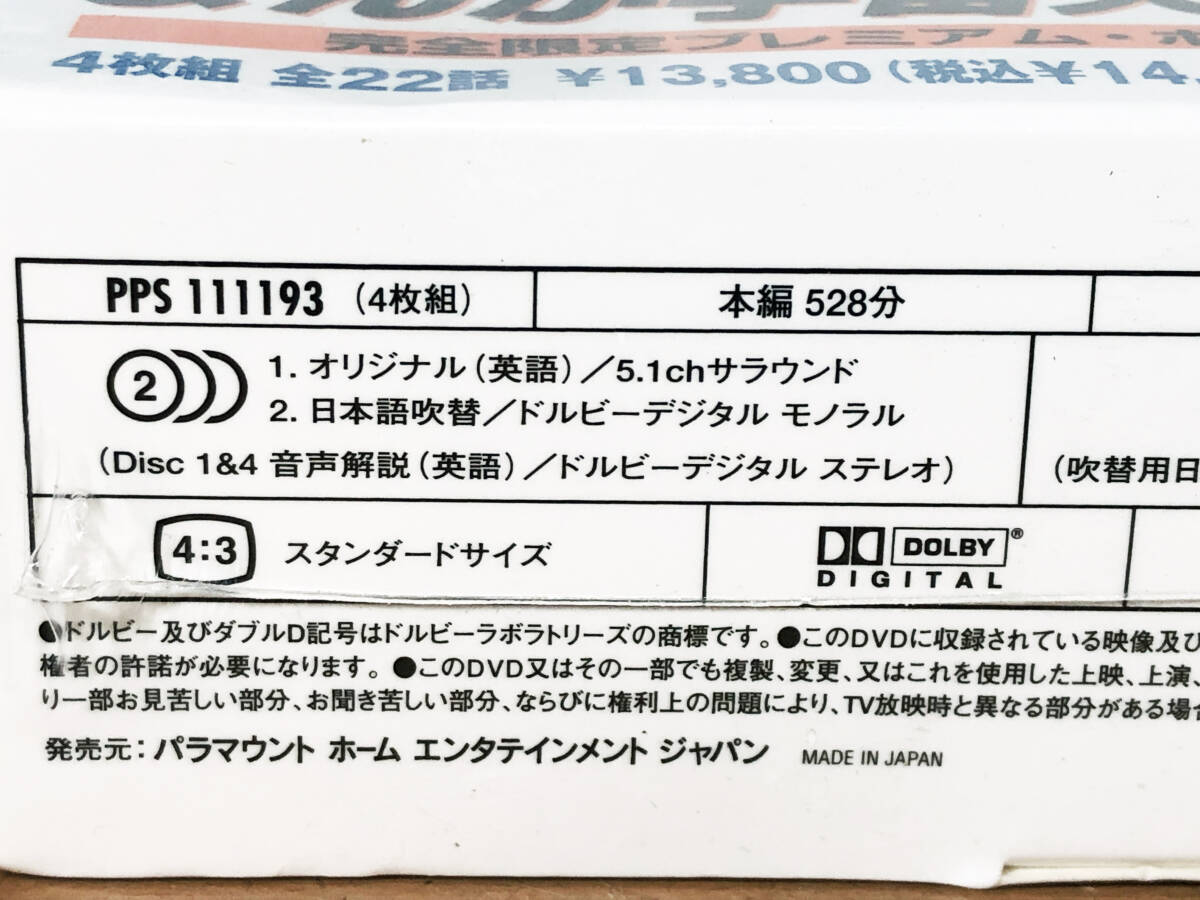 まんが宇宙
完全限定プレミアム・ボ
4枚組 全22話 ¥13,800(税込¥14,
PPS 111193 (4枚組)
本編 528分
2
1. オリジナル(英語)/5.1chサラウンド
2. 日本語吹替/ドルビーデジタル モノラル
(Disc 1&4 音声解説(英語)/ドルビーデジタル ステレオ)
(吹替用日
4:3 スタンダードサイズ
DOLBY®
DIGITAL
●ドルビー及びダブルD記号はドルビーラボラトリーズの商標です。●このDVDに収録されている映像及び
権者の許諾が必要になります。●このDVD又はその一部でも複製、変更、又はこれを使用した上映、上演、
り一部お見苦しい部分、お聞き苦しい部分、ならびに権利上の問題により、TV放映時と異なる部分がある場合
発売元:パラマウント ホーム エンタテインメント ジャパン MADE IN JAPAN